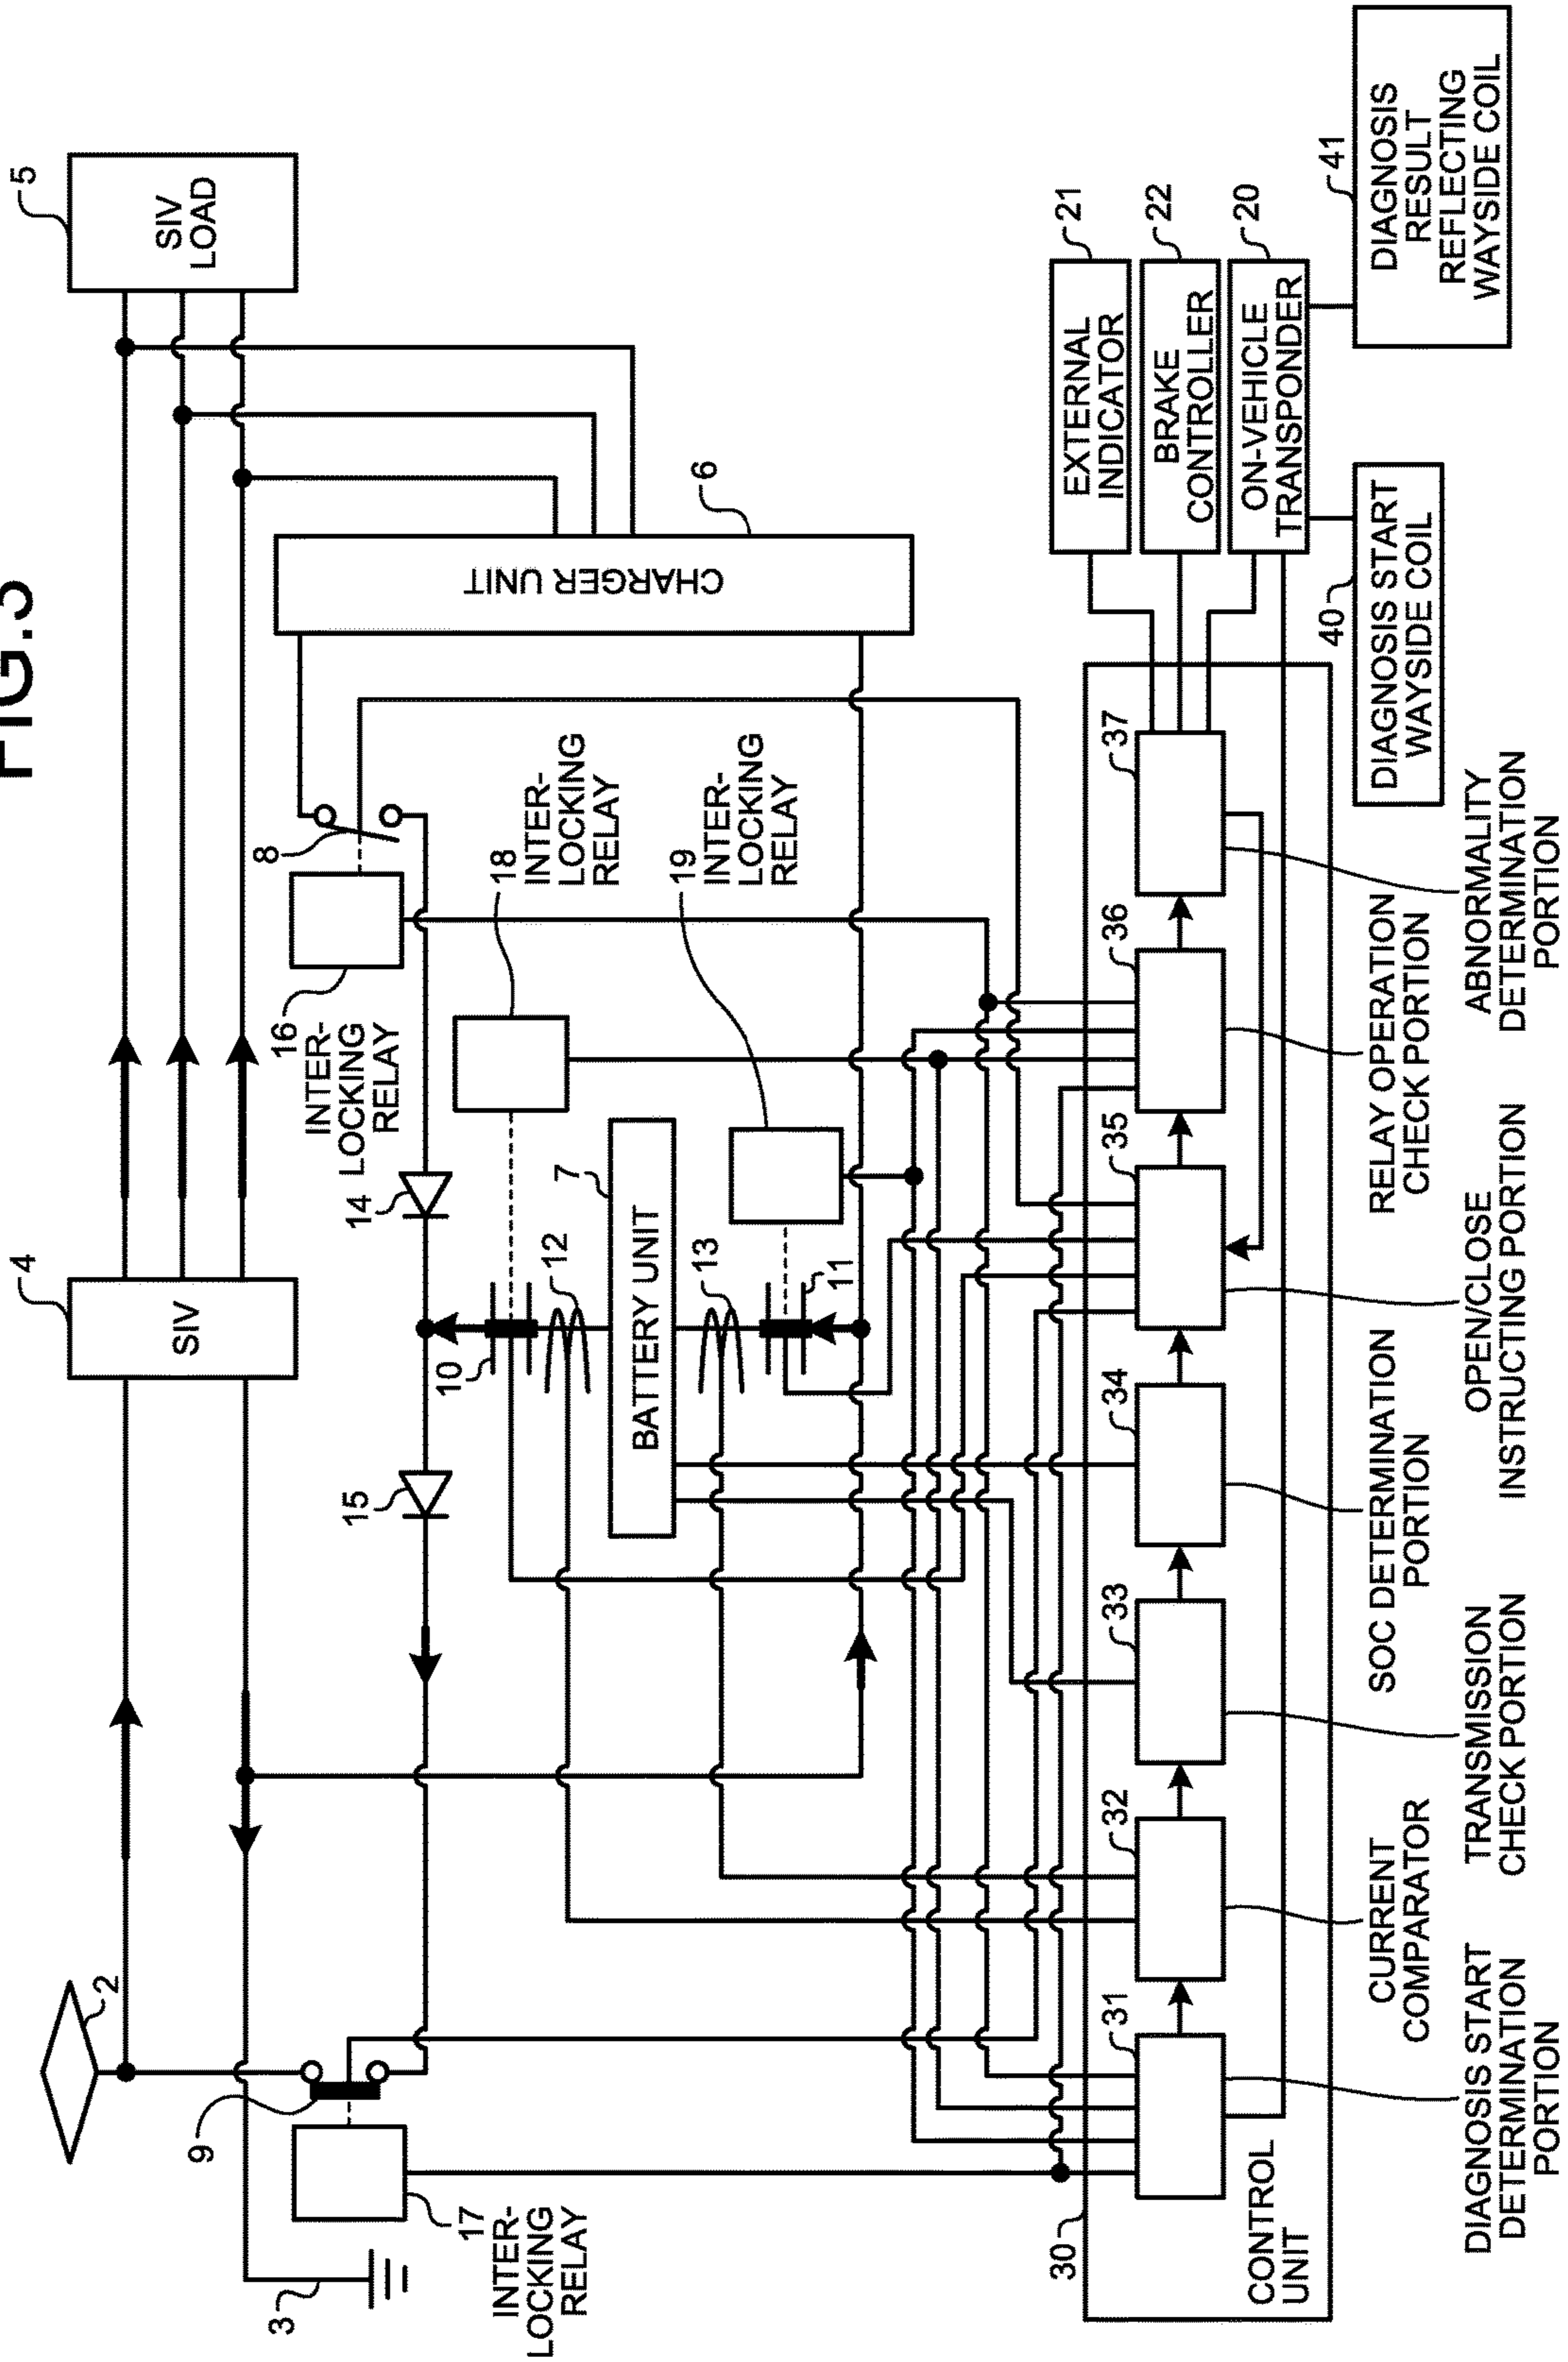 FIG.3
2
4
5
SIV
SIV
LOAD
3
9
17
INTER-
LOCKING
RELAY
15
14
16
INTER-
LOCKING
RELAY
8
6
CHARGER UNIT
10
12
18
INTER-
LOCKING
RELAY
7
BATTERY UNIT
13
11
19
INTER-
LOCKING
RELAY
30
CONTROL
UNIT
31
32
33
34
35
36
37
DIAGNOSIS START
DETERMINATION
PORTION
CURRENT
COMPARATOR
TRANSMISSION
CHECK PORTION
SOC DETERMINATION
PORTION
OPEN/CLOSE
INSTRUCTING PORTION
RELAY OPERATION
CHECK PORTION
ABNORMALITY
DETERMINATION
PORTION
EXTERNAL
INDICATOR
21
BRAKE
CONTROLLER
22
ON-VEHICLE
TRANSPONDER
20
40
DIAGNOSIS START
WAYSIDE COIL
41
DIAGNOSIS
RESULT
REFLECTING
WAYSIDE COIL